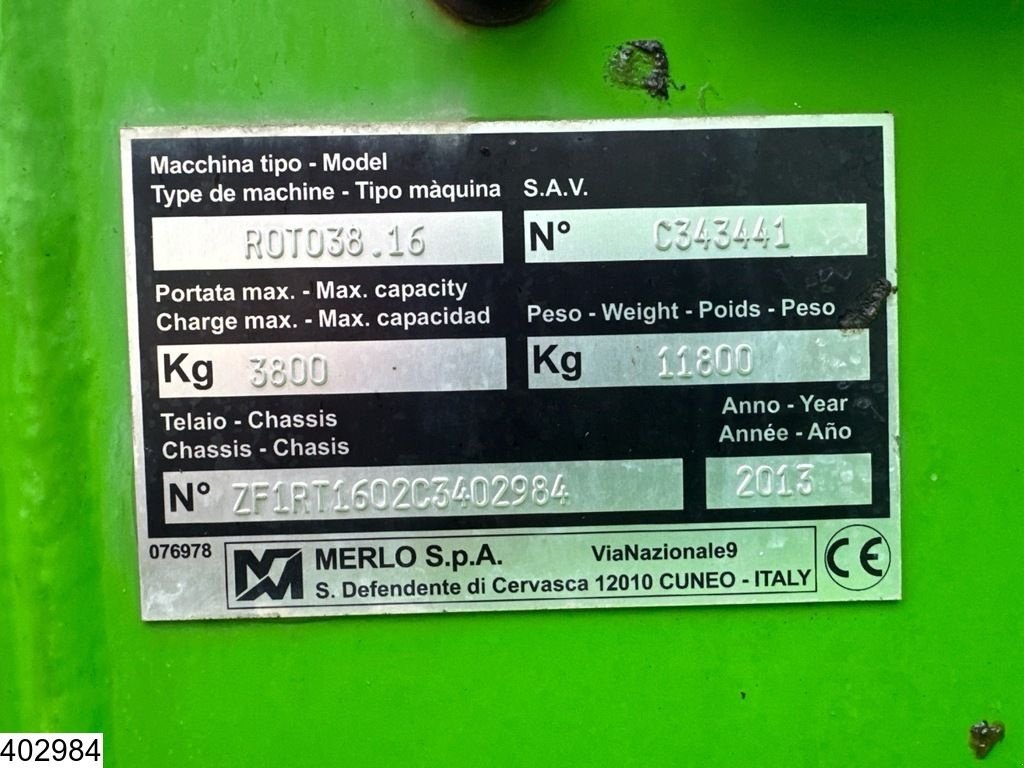 Macchina tipo - Model
Type de machine - Tipo màquina
ROTO38.16
S.A.V.
N° C343441
Portata max. - Max. capacity
Charge max. - Max. capacidad
Kg 3800
Peso - Weight - Poids - Peso
Kg 11800
Telaio - Chassis
Chassis - Chasis
N° ZF1RT1602C3402984
Anno - Year
Année - Año
2013
076978
MERLO S.p.A. ViaNazionale9
S. Defendente di Cervasca 12010 CUNEO - ITALY
CE
402984